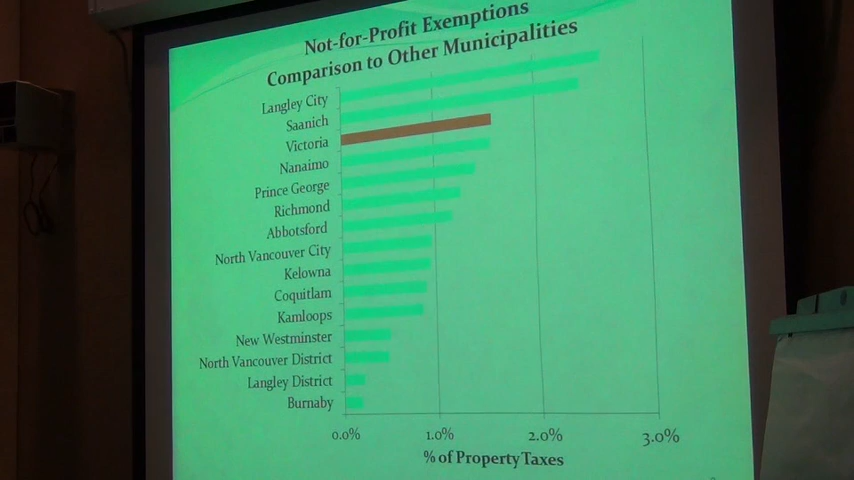 Not-for-Profit Exemptions
Comparison to Other Municipalities
Langley City
Saanich
Victoria
Nanaimo
Prince George
Richmond
Abbotsford
North Vancouver City
Kelowna
Coquitlam
Kamloops
New Westminster
North Vancouver District
Langley District
Burnaby
0.0% 1.0% 2.0% 3.0%
% of Property Taxes